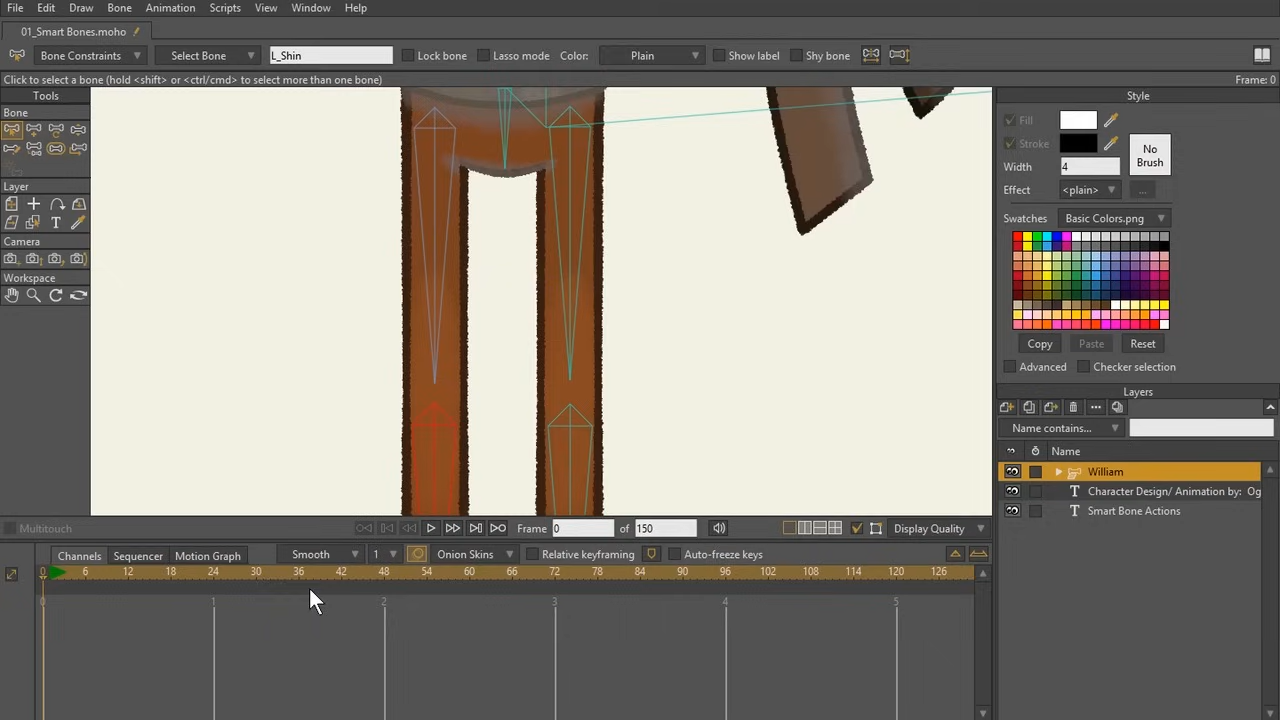 File Edit Draw Bone Animation Scripts View Window Help
01_Smart Bones.moho
Bone Constraints Select Bone L_Shin Lock bone Lasso mode Color: Plain Show label Shy bone
Click to select a bone (hold <shift> or <ctrl/cmd> to select more than one bone) Frame: 0
Tools
Bone
Layer
Camera
Workspace
Style
Fill
Stroke
No Brush
Width 4
Effect <plain> ...
Swatches Basic Colors.png
Copy Paste Reset
Advanced Checker selection
Layers
Name contains...
Name
William
Character Design/ Animation by: Og
Smart Bone Actions
Multitouch Frame 0 of 150 Display Quality
Channels Sequencer Motion Graph Smooth 1 Onion Skins Relative keyframing Auto-freeze keys
0 6 12 18 24 30 36 42 48 54 60 66 72 78 84 90 96 102 108 114 120 126
0 1 2 3 4 5